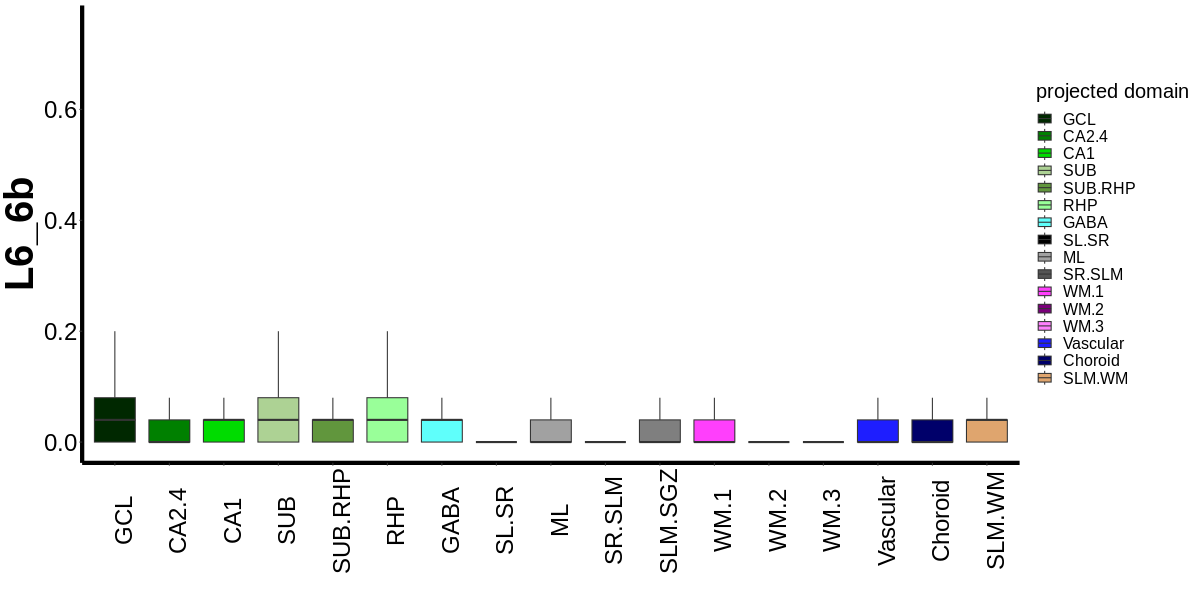 L6_6b
0.6
0.4
0.2
0.0
GCL
CA2.4
CA1
SUB
SUB.RHP
RHP
GABA
SL.SR
ML
SR.SLM
SLM.SGZ
WM.1
WM.2
WM.3
Vascular
Choroid
SLM.WM
projected domain
GCL
CA2.4
CA1
SUB
SUB.RHP
RHP
GABA
SL.SR
ML
SR.SLM
WM.1
WM.2
WM.3
Vascular
Choroid
SLM.WM